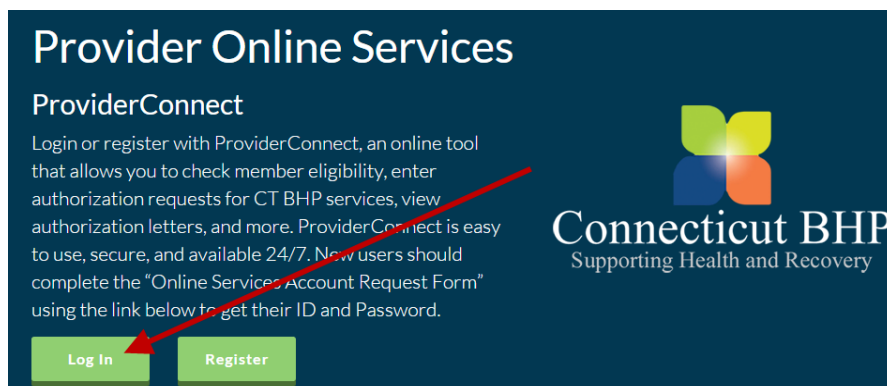 Provider Online Services
ProviderConnect
Login or register with ProviderConnect, an online tool
that allows you to check member eligibility, enter
authorization requests for CT BHP services, view
authorization letters, and more. ProviderConnect is easy
to use, secure, and available 24/7. New users should
complete the “Online Services Account Request Form”
using the link below to get their ID and Password.
Log In
Register
Connecticut BHP
Supporting Health and Recovery